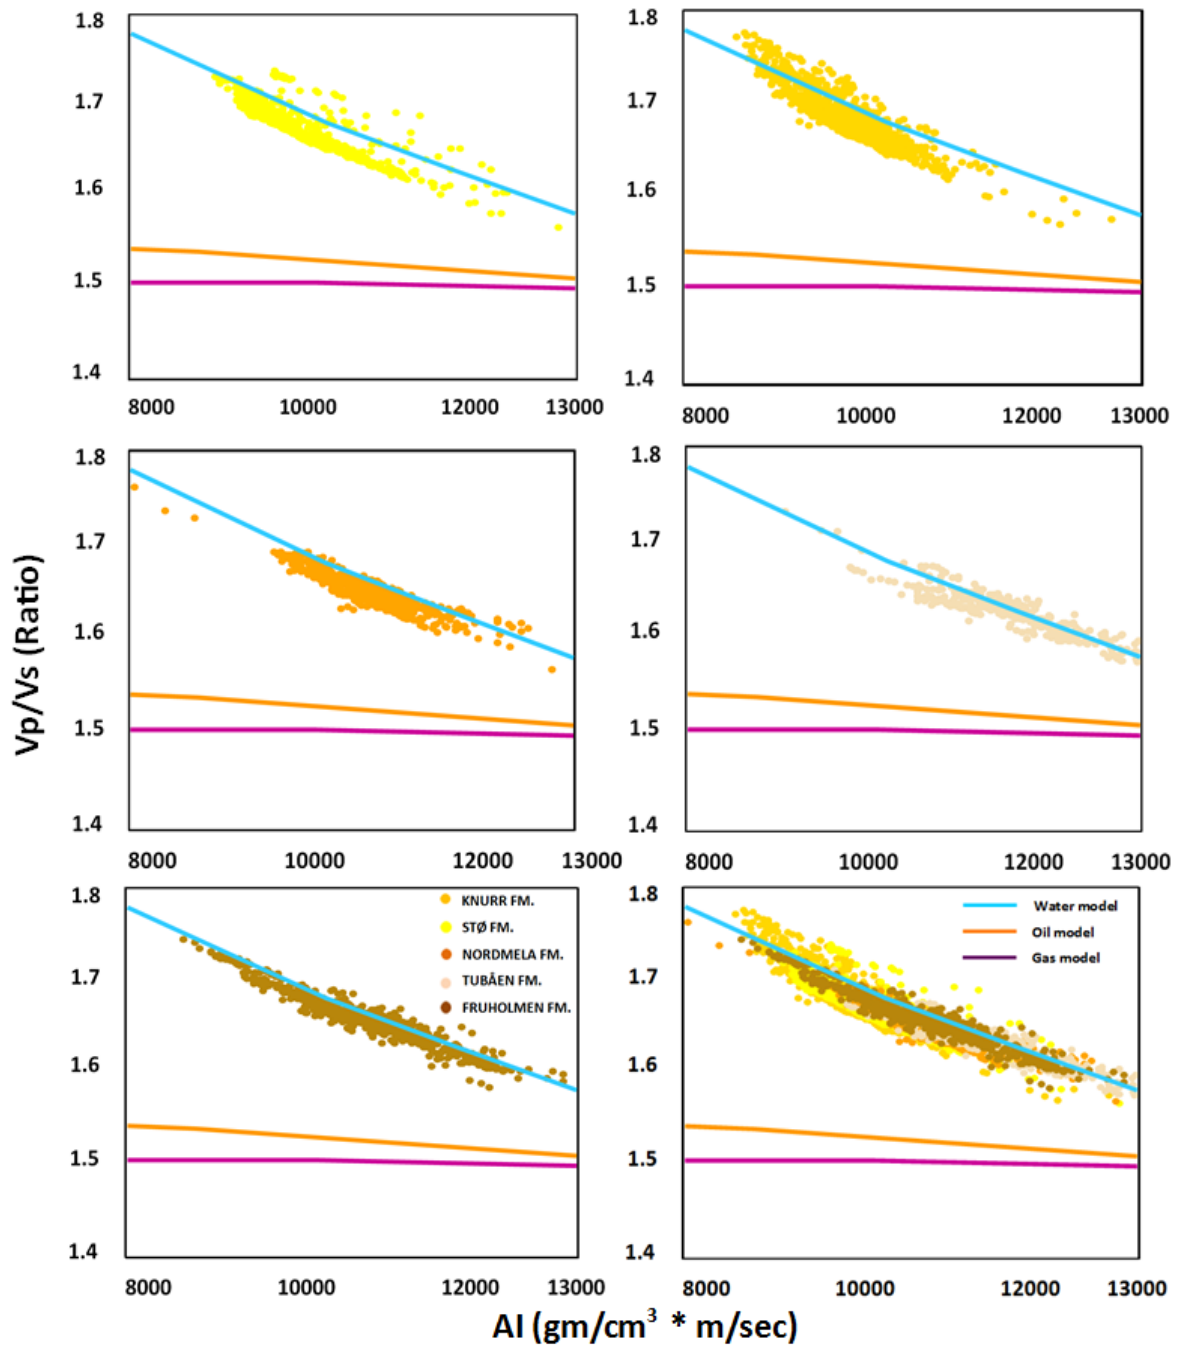 1.8
1.7
1.6
1.5
1.4
8000 10000 12000 13000
1.8
1.7
1.6
1.5
1.4
8000 10000 12000 13000
Vp/Vs (Ratio)
1.8
1.7
1.6
1.5
1.4
8000 10000 12000 13000
1.8
1.7
1.6
1.5
1.4
8000 10000 12000 13000
1.8
1.7
1.6
1.5
1.4
KNURR FM.
STØ FM.
NORDMELA FM.
TUBÅEN FM.
FRUHOLMEN FM.
8000 10000 12000 13000
1.8
1.7
1.6
1.5
1.4
Water model
Oil model
Gas model
8000 10000 12000 13000
AI (gm/cm³ * m/sec)